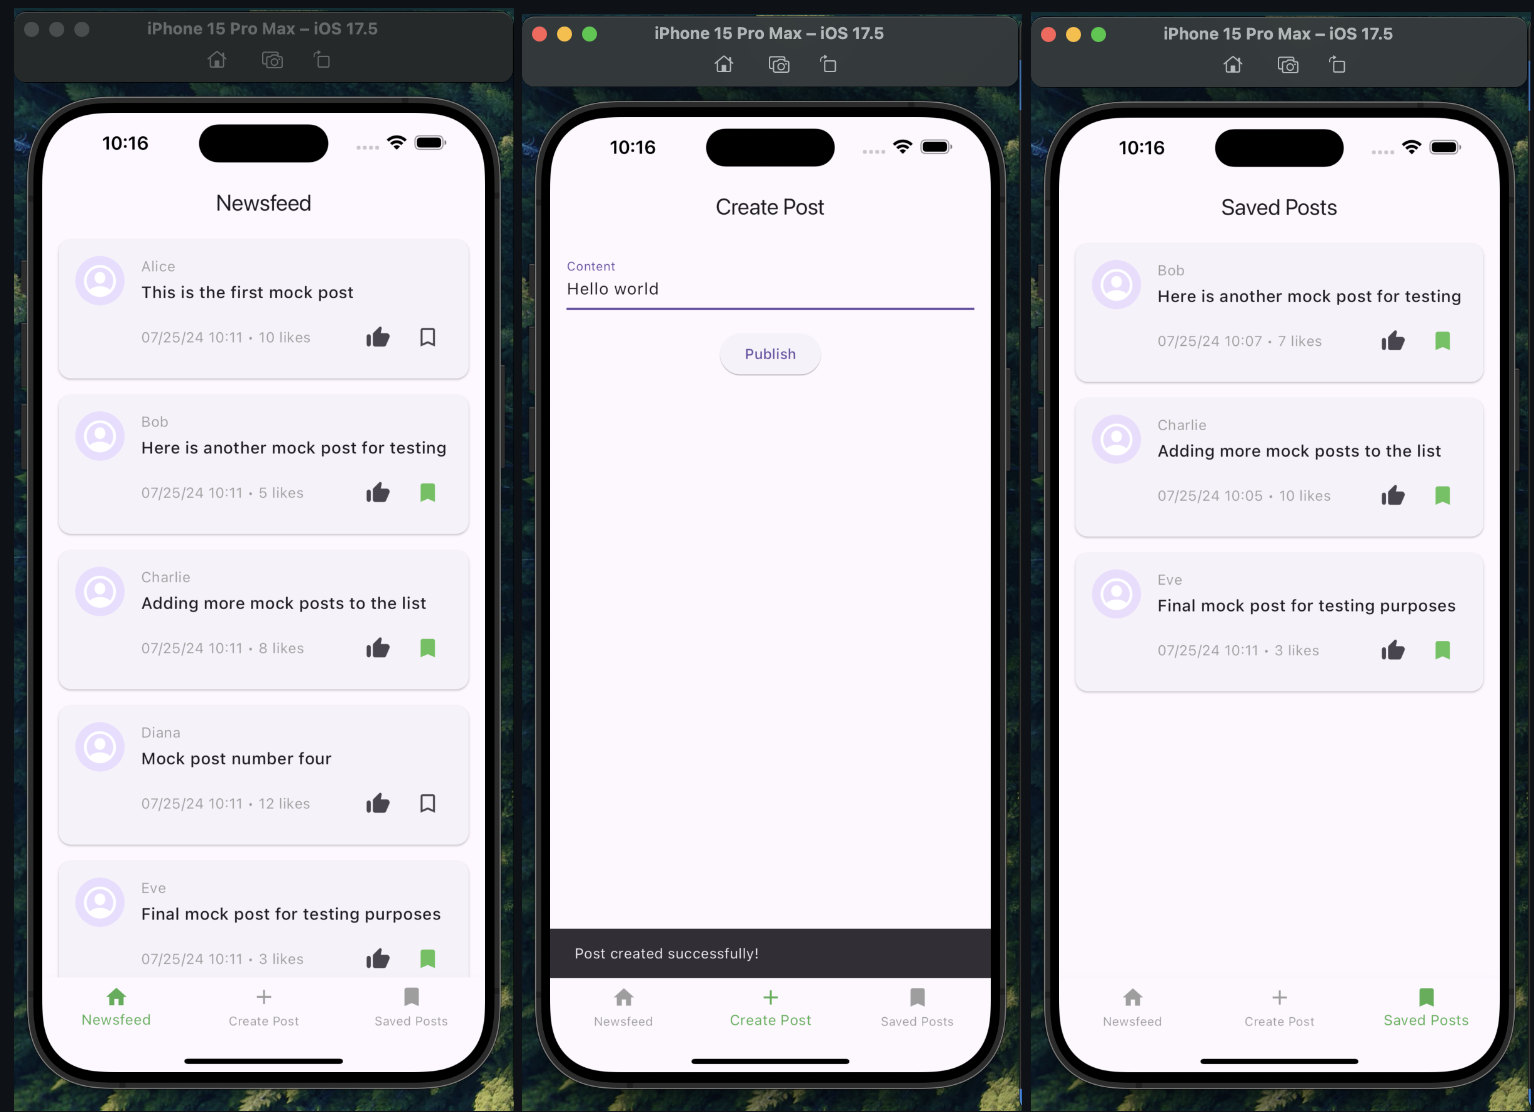 iPhone 15 Pro Max – iOS 17.5
10:16
Newsfeed
Alice
This is the first mock post
07/25/24 10:11 • 10 likes
Bob
Here is another mock post for testing
07/25/24 10:11 • 5 likes
Charlie
Adding more mock posts to the list
07/25/24 10:11 • 8 likes
Diana
Mock post number four
07/25/24 10:11 • 12 likes
Eve
Final mock post for testing purposes
07/25/24 10:11 • 3 likes
Newsfeed
Create Post
Saved Posts
iPhone 15 Pro Max – iOS 17.5
10:16
Create Post
Content
Hello world
Publish
Post created successfully!
Newsfeed
Create Post
Saved Posts
iPhone 15 Pro Max – iOS 17.5
10:16
Saved Posts
Bob
Here is another mock post for testing
07/25/24 10:07 • 7 likes
Charlie
Adding more mock posts to the list
07/25/24 10:05 • 10 likes
Eve
Final mock post for testing purposes
07/25/24 10:11 • 3 likes
Newsfeed
Create Post
Saved Posts